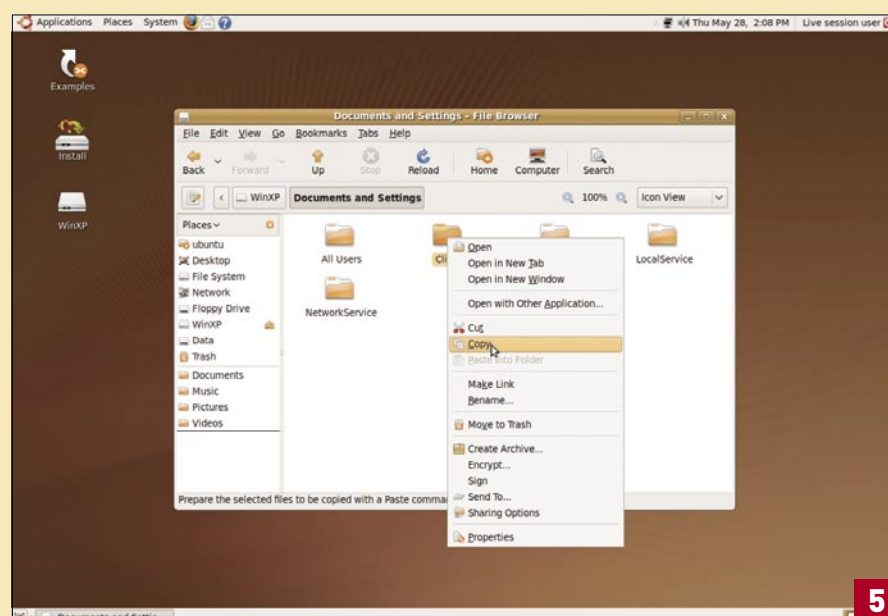 Applications Places System
Thu May 28, 2:08 PM Live session user
Examples
Install
WinXP
Documents and Settings - File Browser
File Edit View Go Bookmarks Tabs Help
Back Forward Up Stop Reload Home Computer Search
WinXP Documents and Settings 100% Icon View
Places
ubuntu
Desktop
File System
Network
Floppy Drive
WinXP
Data
Trash
Documents
Music
Pictures
Videos
All Users
LocalService
NetworkService
Open
Open in New Tab
Open in New Window
Open with Other Application...
Cut
Copy
Paste Into Folder
Make Link
Rename...
Move to Trash
Create Archive...
Encrypt...
Sign
Send To...
Sharing Options
Properties
Prepare the selected files to be copied with a Paste
5